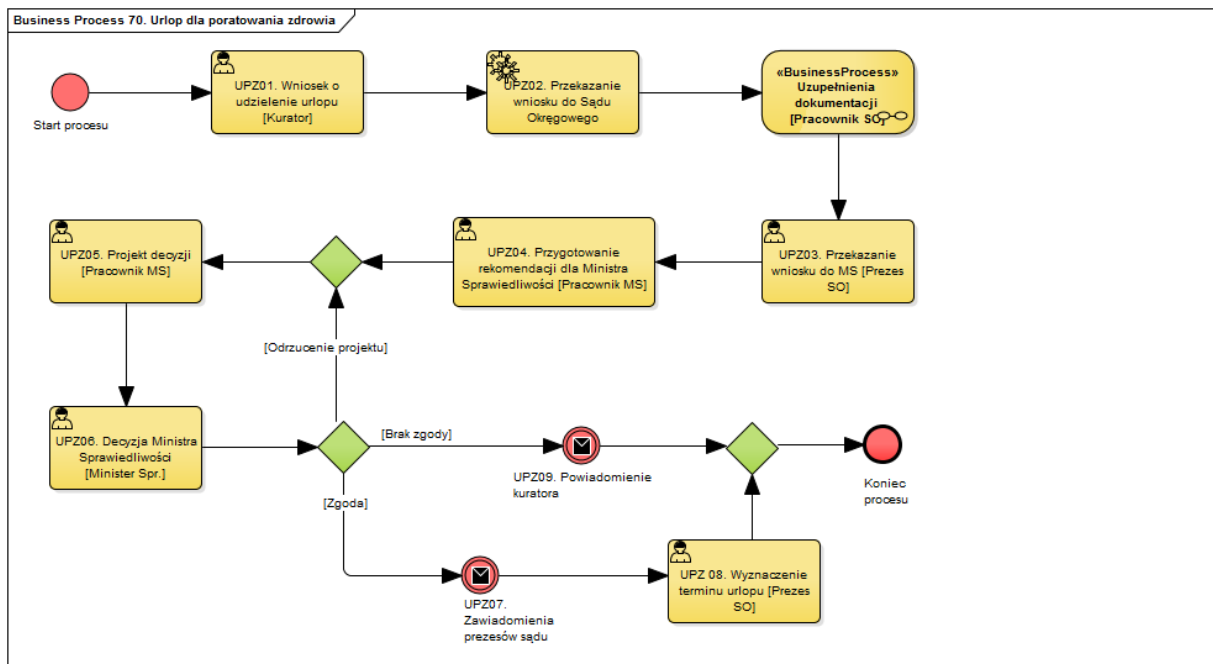 Business Process 70. Urlop dla poratowania zdrowia
Start procesu
UPZ01. Wniosek o
udzielenie urlopu
[Kurator]
UPZ02. Przekazanie
wniosku do Sądu
Okręgowego
«BusinessProcess»
Uzupełnienia
dokumentacji
[Pracownik SO]
UPZ05. Projekt decyzji
[Pracownik MS]
UPZ04. Przygotowanie
rekomendacji dla Ministra
Sprawiedliwości [Pracownik MS]
UPZ03. Przekazanie
wniosku do MS [Prezes
SO]
[Odrzucenie projektu]
UPZ06. Decyzja Ministra
Sprawiedliwości
[Minister Spr.]
[Brak zgody]
UPZ09. Powiadomienie
kuratora
Koniec
procesu
[Zgoda]
UPZ07.
Zawiadomienia
prezesów sądu
UPZ 08. Wyznaczenie
terminu urlopu [Prezes
SO]